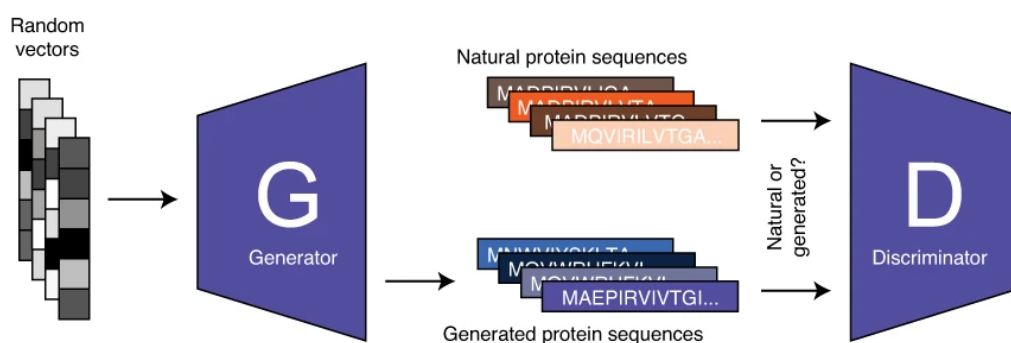 Random
vectors
G
Generator
Natural protein sequences
MQVIRILVTGA...
MAEPIRVIVTGI...
Generated protein sequences
Natural or
generated?
D
Discriminator